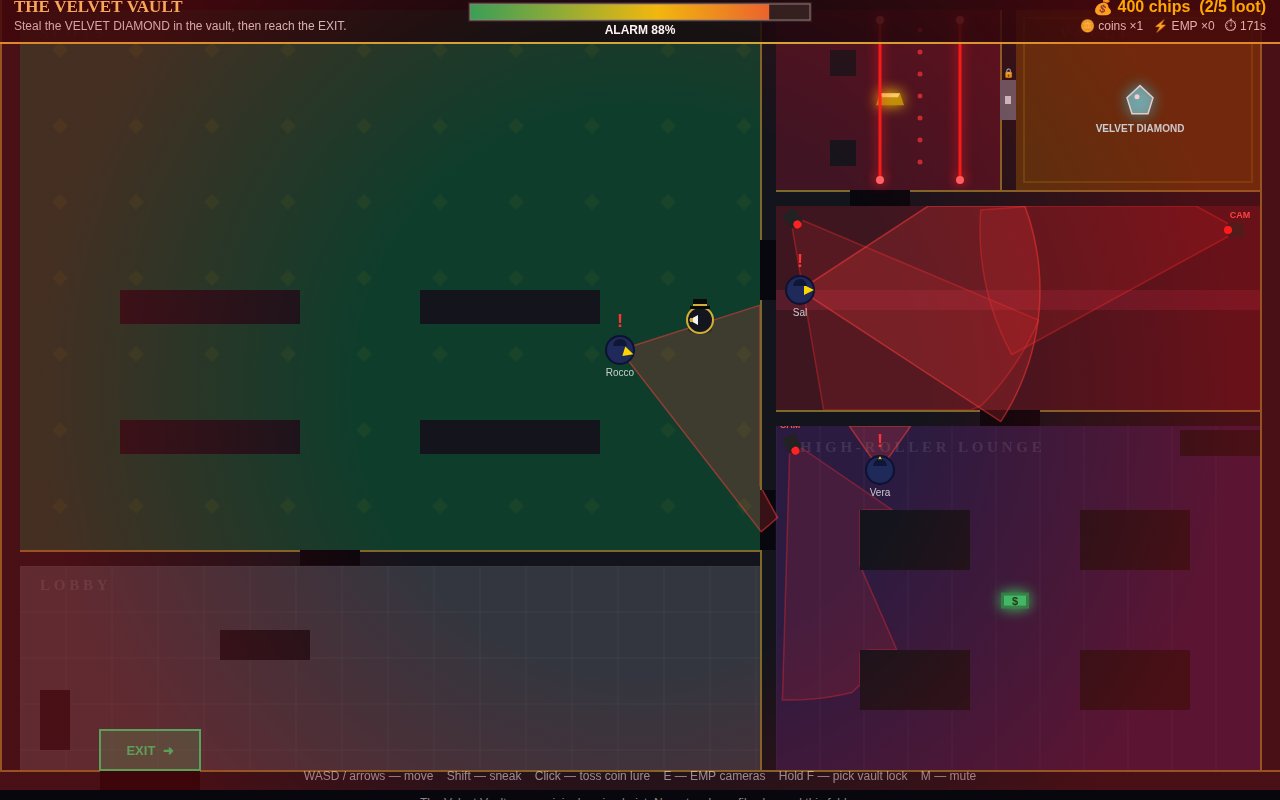 THE VELVET VAULT
💰 400 chips (2/5 loot)
Steal the VELVET DIAMOND in the vault, then reach the EXIT.
ALARM 88%
🪙 coins ×1 ⚡ EMP ×0 ⏱ 171s
VELVET DIAMOND
CAM
!
Sal
!
Rocco
CAM
!
HIGH-ROLLER LOUNGE
Vera
LOBBY
$
EXIT ➜
WASD / arrows — move Shift — sneak Click — toss coin lure E — EMP cameras Hold F — pick vault lock M — mute